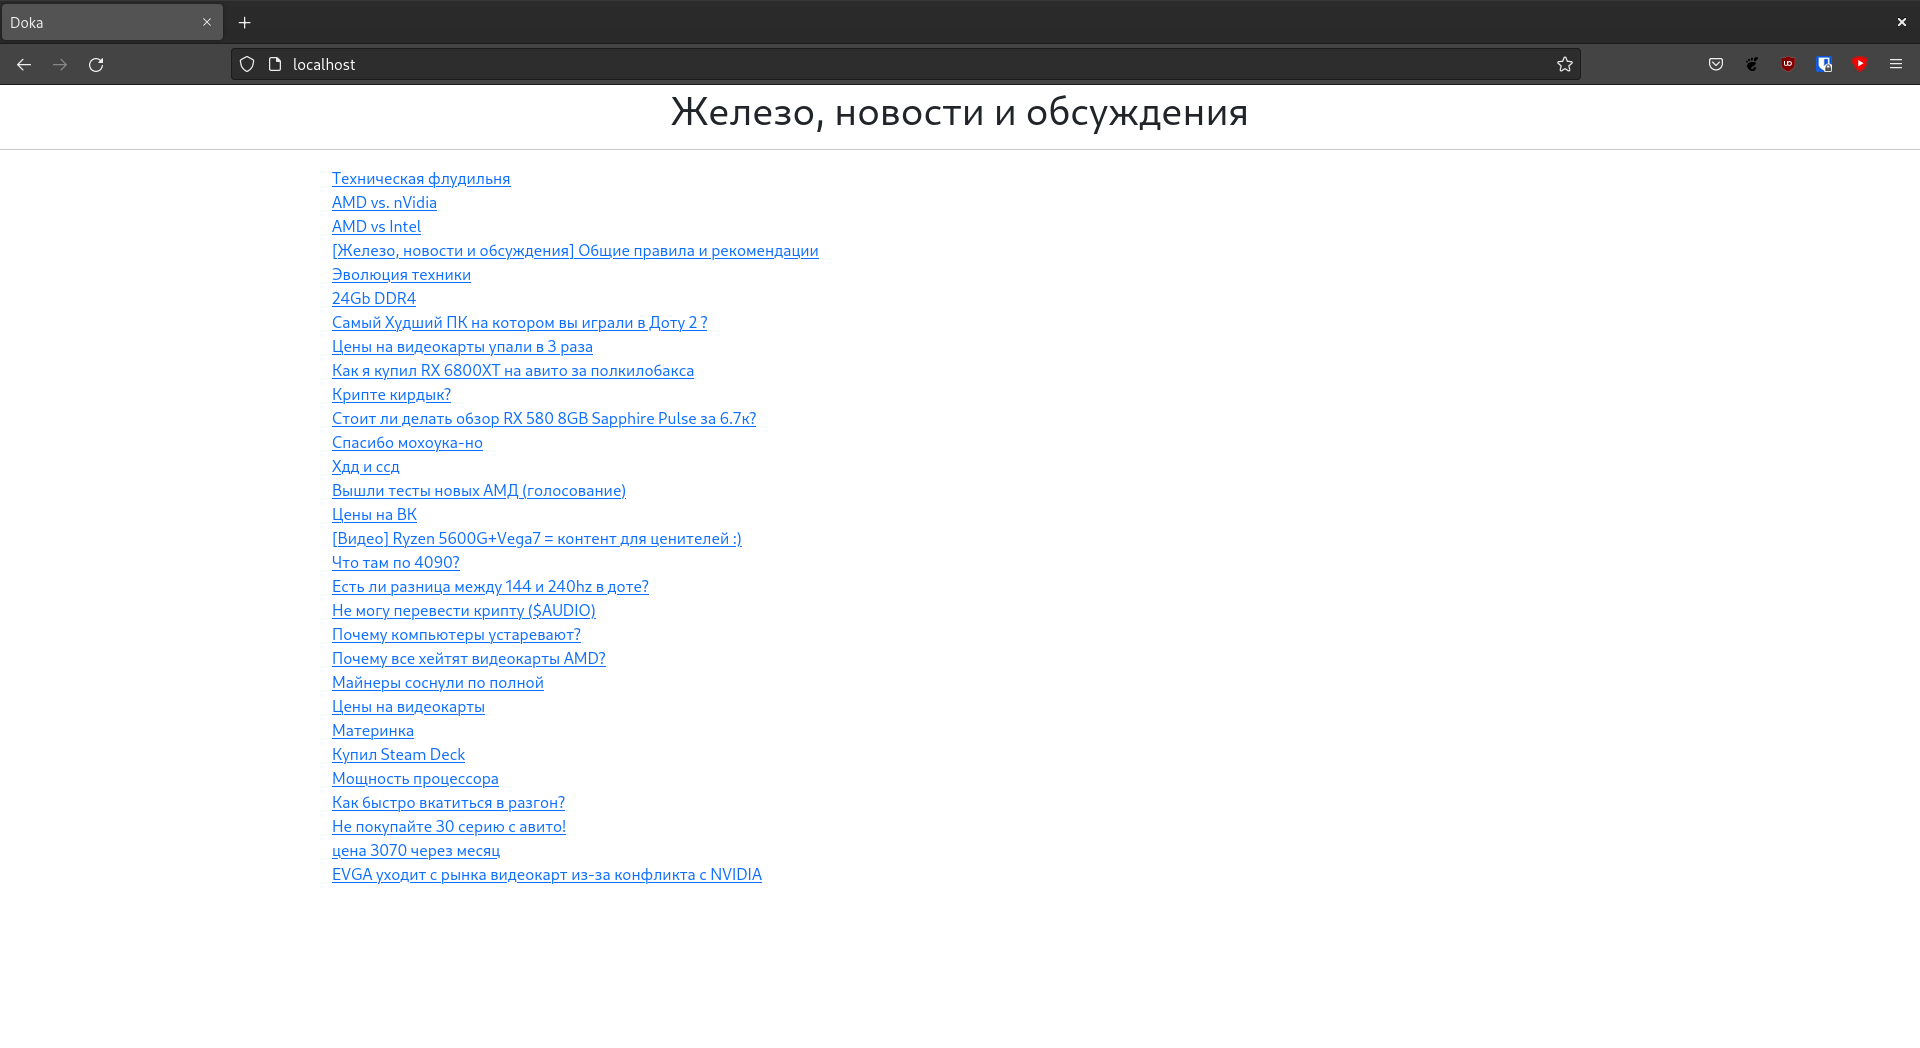 Doka
localhost
Железо, новости и обсуждения
Техническая флудильня
AMD vs. nVidia
AMD vs Intel
[Железо, новости и обсуждения] Общие правила и рекомендации
Эволюция техники
24Gb DDR4
Самый Худший ПК на котором вы играли в Доту 2 ?
Цены на видеокарты упали в 3 раза
Как я купил RX 6800XT на авито за полкилобакса
Крипте кирдык?
Стоит ли делать обзор RX 580 8GB Sapphire Pulse за 6.7к?
Спасибо мохоука-но
Хдд и ссд
Вышли тесты новых АМД (голосование)
Цены на ВК
[Видео] Ryzen 5600G+Vega7 = контент для ценителей :)
Что там по 4090?
Есть ли разница между 144 и 240hz в доте?
Не могу перевести крипту ($AUDIO)
Почему компьютеры устаревают?
Почему все хейтят видеокарты AMD?
Майнеры соснули по полной
Цены на видеокарты
Материнка
Купил Steam Deck
Мощность процессора
Как быстро вкатиться в разгон?
Не покупайте 30 серию с авито!
цена 3070 через месяц
EVGA уходит с рынка видеокарт из-за конфликта с NVIDIA